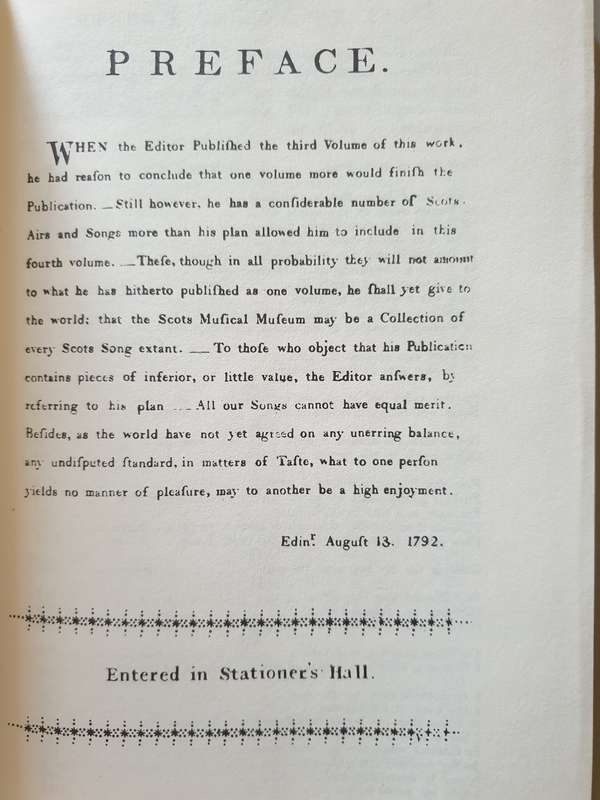 PREFACE.
WHEN the Editor Publiſhed the third Volume of this work,
he had reaſon to conclude that one volume more would finiſh the
Publication. — Still however, he has a conſiderable number of Scots.
Airs and Songs more than his plan allowed him to include in this
fourth volume. — Theſe, though in all probability they will not amount
to what he has hitherto publiſhed as one volume, he ſhall yet give to
the world; that the Scots Muſical Muſeum may be a Collection of
every Scots Song extant. — To thoſe who object that his Publication
contains pieces of inferior, or little value, the Editor anſwers, by
referring to his plan — All our Songs cannot have equal merit.
Beſides, as the world have not yet agreed on any unerring balance,
any undiſputed ſtandard, in matters of Taſte, what to one perſon
yields no manner of pleaſure, may to another be a high enjoyment.
Edinʳ. Auguſt 13. 1792.
Entered in Stationer's Hall.